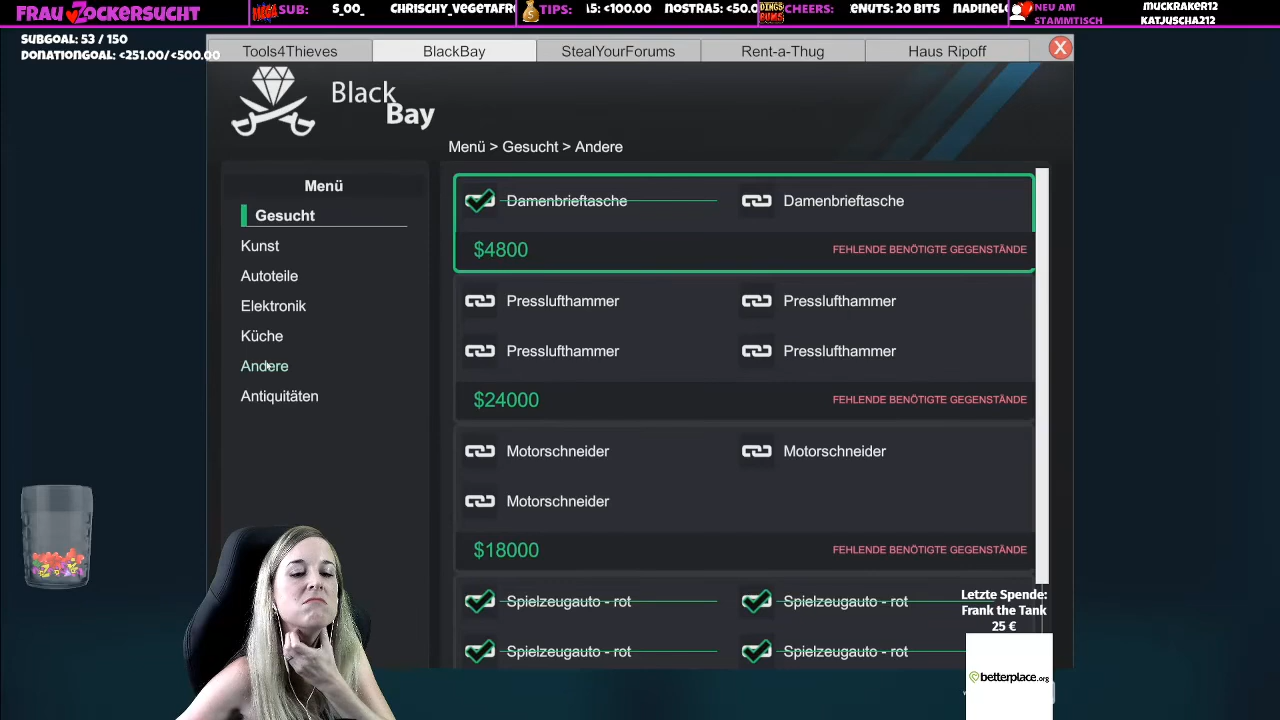 FRAU ZOCKERSUCHT
SUB: S_00_ CHRISCHY_VEGETAFR
TIPS: <100.00 NOSTRA5: <50.0
CHEERS: 20 BITS
NEU AM STAMMTISCH
MUCKRAKER12
KATJUSCHA212
SUBGOAL: 53 / 150
DONATIONGOAL: <251.00/<500.00
Tools4Thieves
BlackBay
StealYourForums
Rent-a-Thug
Haus Ripoff
Black
Bay
Menü > Gesucht > Andere
Menü
Gesucht
Kunst
Autoteile
Elektronik
Küche
Andere
Antiquitäten
Damenbrieftasche Damenbrieftasche
$4800 FEHLENDE BENÖTIGTE GEGENSTÄNDE
Presslufthammer Presslufthammer
Presslufthammer Presslufthammer
$24000 FEHLENDE BENÖTIGTE GEGENSTÄNDE
Motorschneider Motorschneider
Motorschneider
$18000 FEHLENDE BENÖTIGTE GEGENSTÄNDE
Spielzeugauto - rot Spielzeugauto - rot
Spielzeugauto - rot Spielzeugauto - rot
Letzte Spende:
Frank the Tank
25 €
betterplace.org